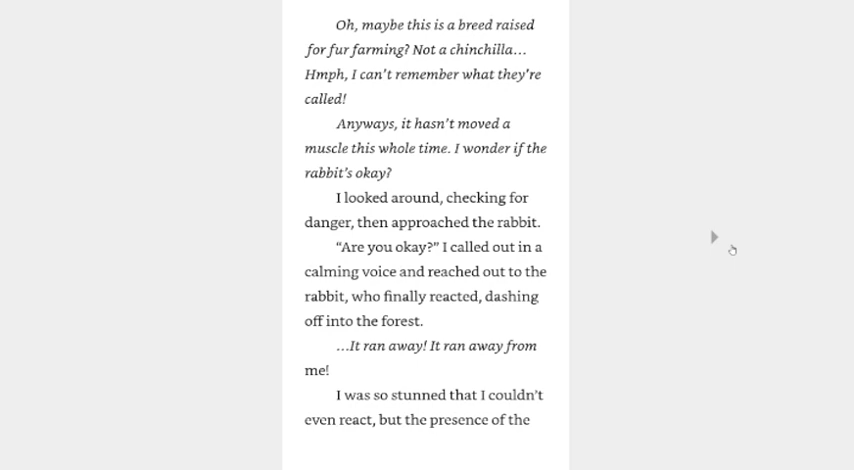 Oh, maybe this is a breed raised
for fur farming? Not a chinchilla…
Hmph, I can’t remember what they’re
called!
Anyways, it hasn’t moved a
muscle this whole time. I wonder if the
rabbit’s okay?
I looked around, checking for
danger, then approached the rabbit.
“Are you okay?” I called out in a
calming voice and reached out to the
rabbit, who finally reacted, dashing
off into the forest.
…It ran away! It ran away from
me!
I was so stunned that I couldn’t
even react, but the presence of the